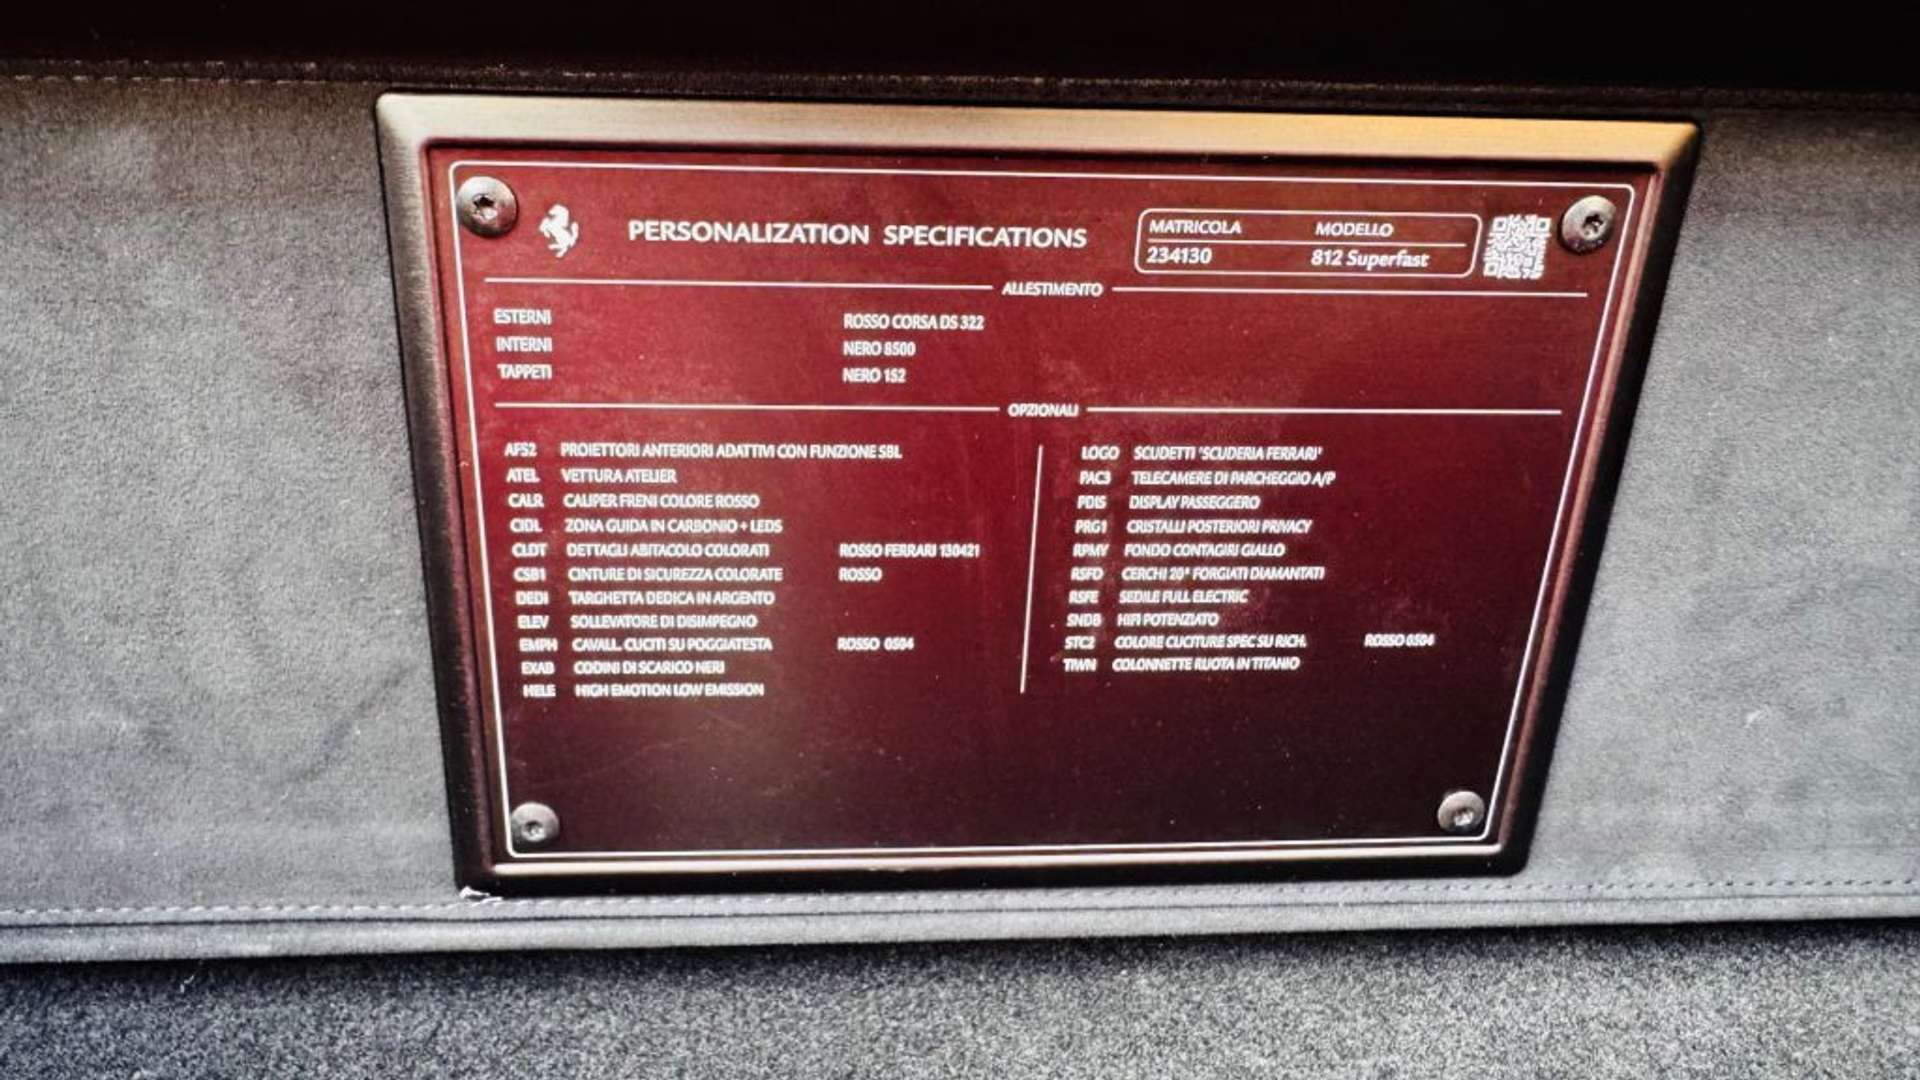 PERSONALIZATION SPECIFICATIONS
MATRICOLA MODELLO
234130 812 Superfast
ALLESTIMENTO
ESTERNI ROSSO CORSA DS 322
INTERNI NERO 8500
TAPPETI NERO 152
OPZIONALI
AFS2 PROIETTORI ANTERIORI ADATTIVI CON FUNZIONE SBL
ATEL VETTURA ATELIER
CALR CALIPER FRENI COLORE ROSSO
CIDL ZONA GUIDA IN CARBONIO + LEDS
CLDT DETTAGLI ABITACOLO COLORATI ROSSO FERRARI 130421
CSB1 CINTURE DI SICUREZZA COLORATE ROSSO
DEDI TARGHETTA DEDICA IN ARGENTO
ELEV SOLLEVATORE DI DISIMPEGNO
EMPH CAVALL. CUCITI SU POGGIATESTA ROSSO 0504
EXAB CODINI DI SCARICO NERI
HELE HIGH EMOTION LOW EMISSION
LOGO SCUDETTI "SCUDERIA FERRARI"
PAC3 TELECAMERE DI PARCHEGGIO A/P
PDIS DISPLAY PASSEGGERO
PRG1 CRISTALLI POSTERIORI PRIVACY
RPMY FONDO CONTAGIRI GIALLO
RSFD CERCHI 20" FORGIATI DIAMANTATI
RSFE SEDILE FULL ELECTRIC
SNDB HIFI POTENZIATO
STC2 COLORE CUCITURE SPEC SU RICH. ROSSO 0504
TIWN COLONNETTE RUOTA IN TITANIO